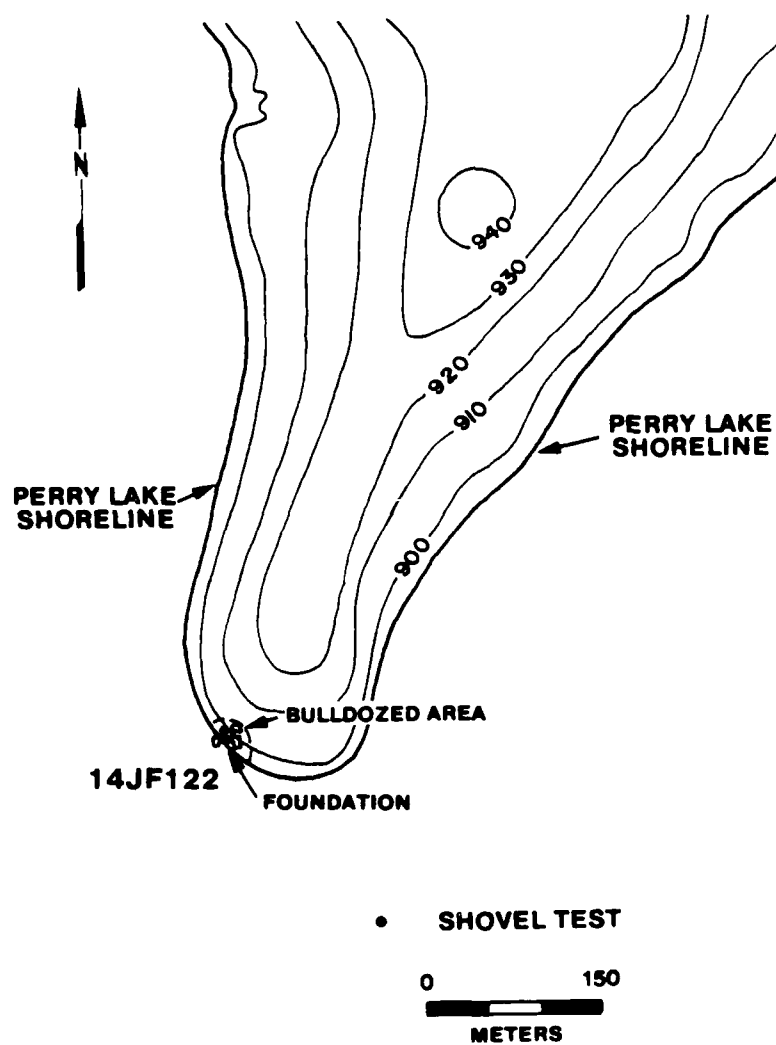 N
940
930
920
910
PERRY LAKE
SHORELINE
PERRY LAKE
SHORELINE
900
BULLDOZED AREA
14JF122
FOUNDATION
• SHOVEL TEST
0 150
METERS